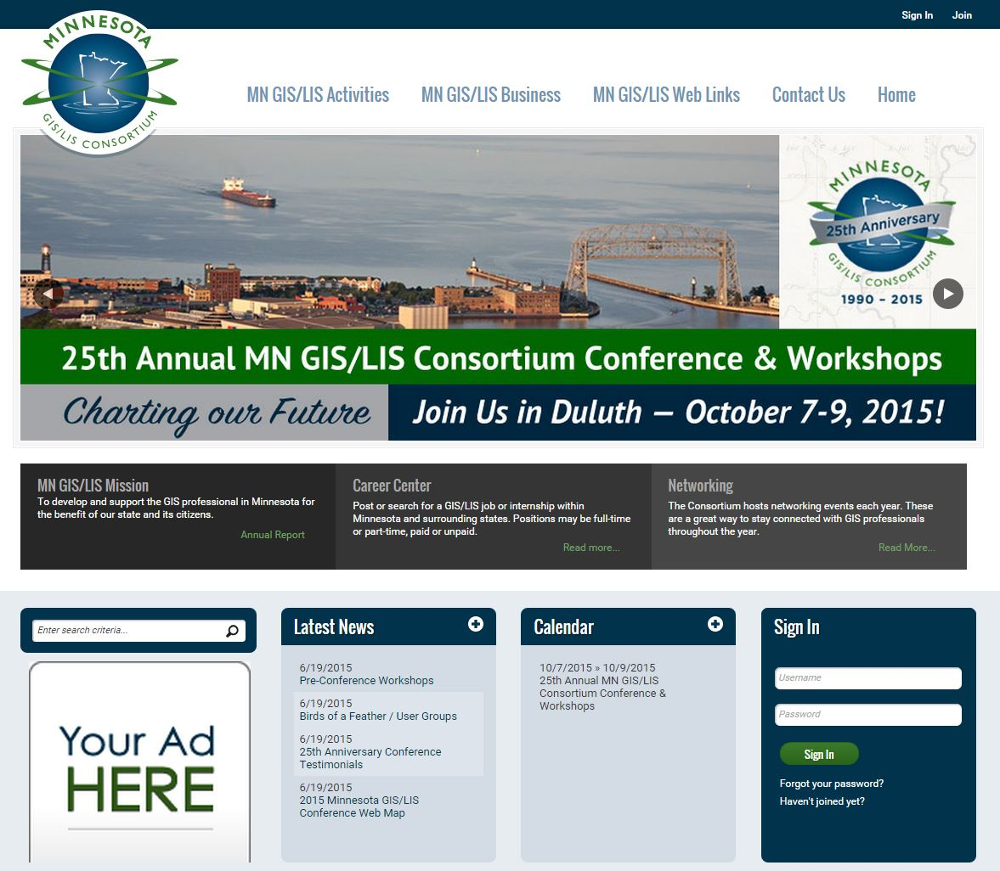 Sign In
Join
MINNESOTA
GIS/LIS CONSORTIUM
MN GIS/LIS Activities
MN GIS/LIS Business
MN GIS/LIS Web Links
Contact Us
Home
MINNESOTA
25th Anniversary
GIS/LIS CONSORTIUM
1990 - 2015
25th Annual MN GIS/LIS Consortium Conference & Workshops
Charting our Future
Join Us in Duluth — October 7-9, 2015!
MN GIS/LIS Mission
To develop and support the GIS professional in Minnesota for
the benefit of our state and its citizens.
Annual Report
Career Center
Post or search for a GIS/LIS job or internship within
Minnesota and surrounding states. Positions may be full-time
or part-time, paid or unpaid.
Read more...
Networking
The Consortium hosts networking events each year. These
are a great way to stay connected with GIS professionals
throughout the year.
Read More...
Enter search criteria...
Your Ad
HERE
Latest News
6/19/2015
Pre-Conference Workshops
6/19/2015
Birds of a Feather / User Groups
6/19/2015
25th Anniversary Conference
Testimonials
6/19/2015
2015 Minnesota GIS/LIS
Conference Web Map
Calendar
10/7/2015 » 10/9/2015
25th Annual MN GIS/LIS
Consortium Conference &
Workshops
Sign In
Username
Password
Sign In
Forgot your password?
Haven't joined yet?